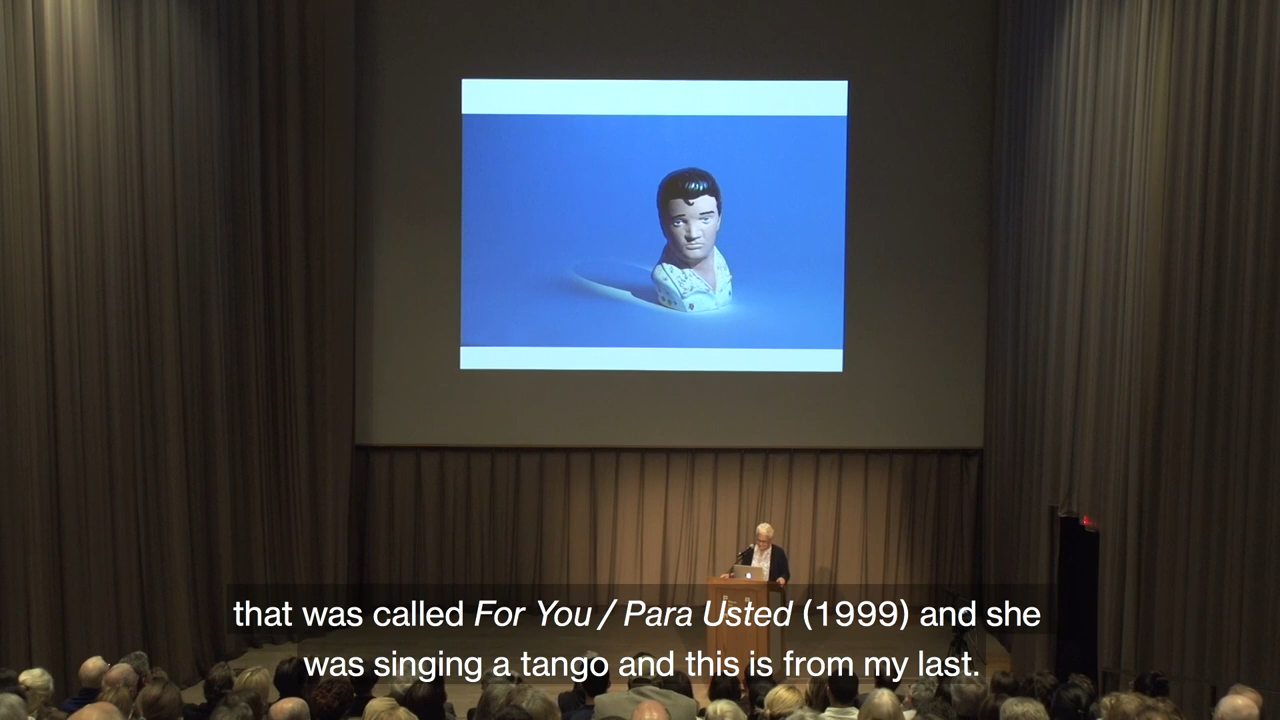 that was called For You / Para Usted (1999) and she
was singing a tango and this is from my last.